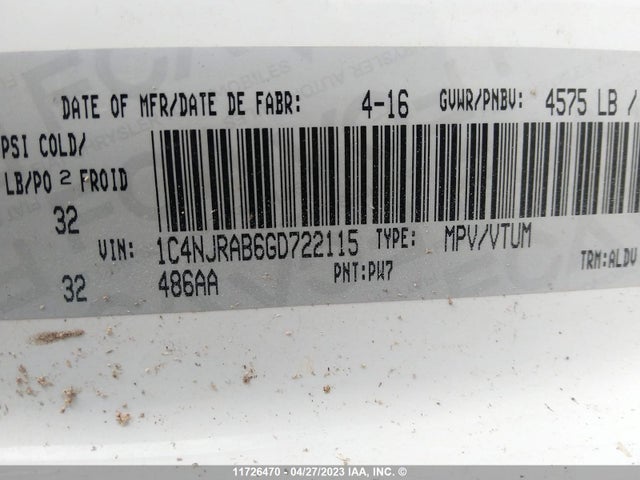 DATE OF MFR/DATE DE FABR: 4-16 GVWR/PNBV: 4575 LB /
PSI COLD/
LB/PO 2 FROID
32
VIN: 1C4NJRAB6GD722115 TYPE: MPV/VTUM
32 486AA PNT:PW7 TRM:ALDV
11726470 - 04/27/2023 IAA, Inc. ©